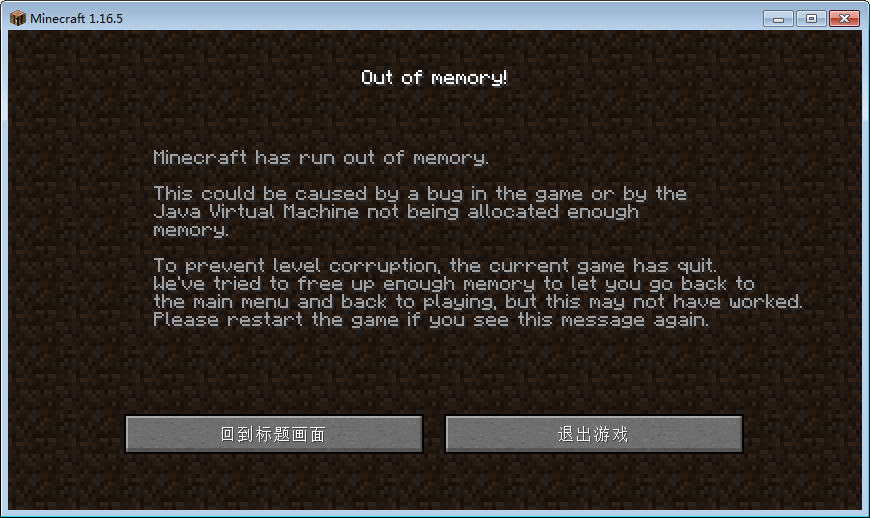 Minecraft 1.16.5
Out of memory!
Minecraft has run out of memory.
This could be caused by a bug in the game or by the
Java Virtual Machine not being allocated enough
memory.
To prevent level corruption, the current game has quit.
We've tried to free up enough memory to let you go back to
the main menu and back to playing, but this may not have worked.
Please restart the game if you see this message again.
回到标题画面
退出游戏